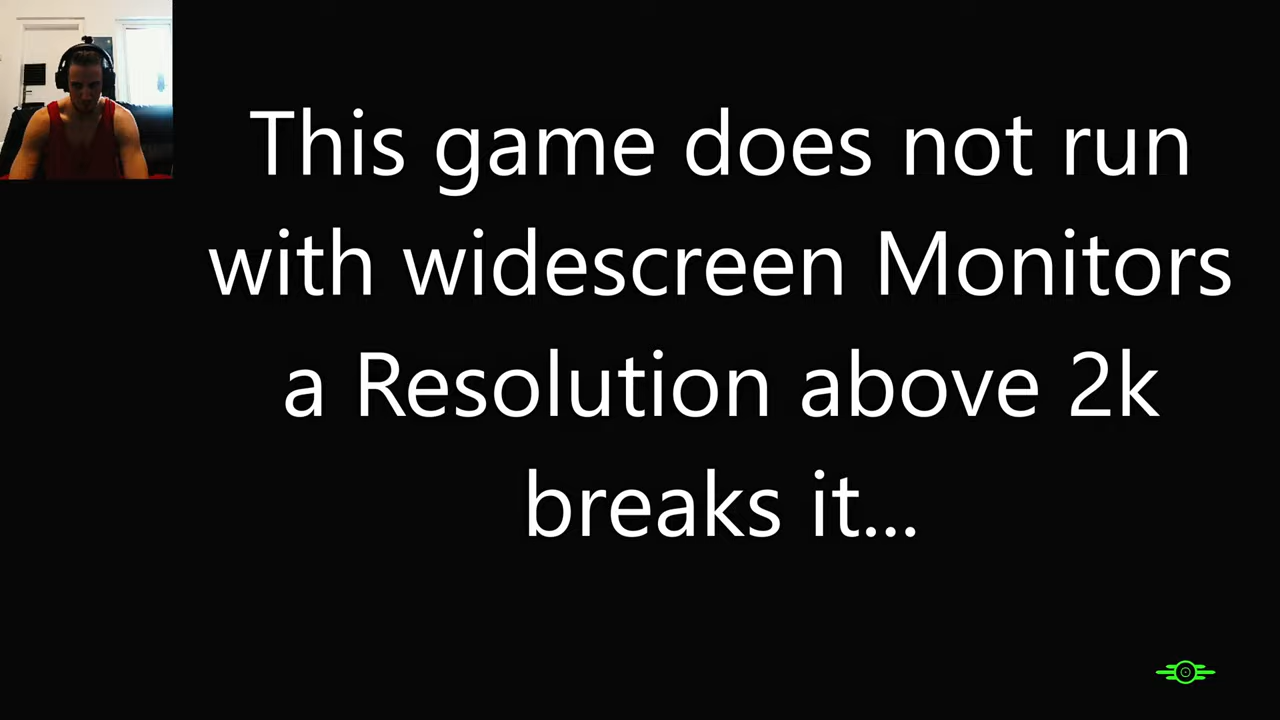 This game does not run
with widescreen Monitors
a Resolution above 2k
breaks it...